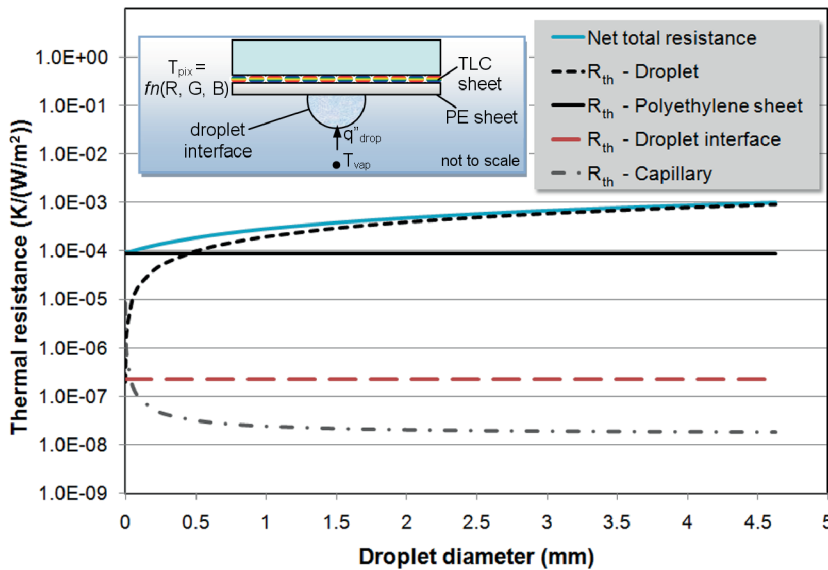 Thermal resistance (K/(W/m²))
1.0E+00
1.0E-01
1.0E-02
1.0E-03
1.0E-04
1.0E-05
1.0E-06
1.0E-07
1.0E-08
1.0E-09
T_pix =
fn(R, G, B)
TLC
sheet
PE sheet
droplet
interface
q"_drop
T_vap
not to scale
Net total resistance
R_th - Droplet
R_th - Polyethylene sheet
R_th - Droplet interface
R_th - Capillary
0 0.5 1 1.5 2 2.5 3 3.5 4 4.5 5
Droplet diameter (mm)